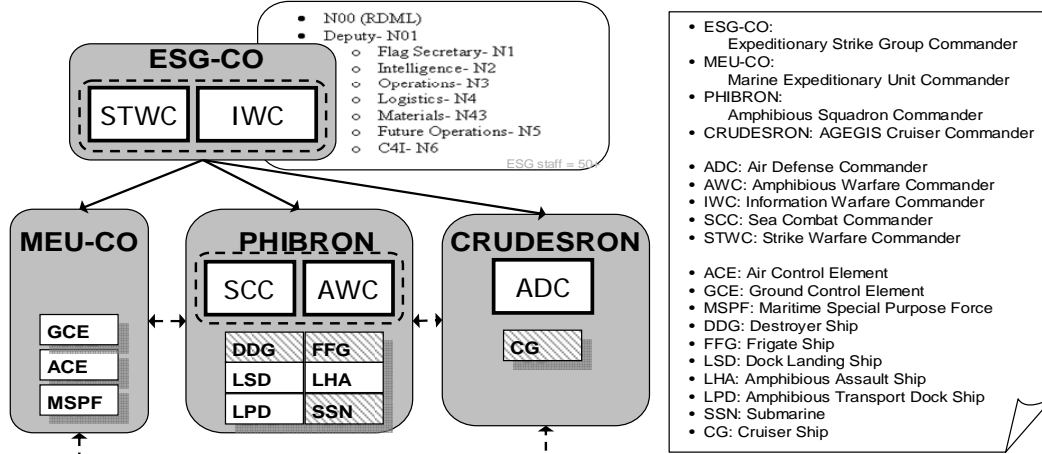 • N00 (RDML)
• Deputy- N01
o Flag Secretary- N1
o Intelligence- N2
o Operations- N3
o Logistics- N4
o Materials- N43
o Future Operations- N5
o C4I- N6
ESG staff = 50+
ESG-CO
STWC IWC
MEU-CO
GCE
ACE
MSPF
PHIBRON
SCC AWC
DDG FFG
LSD LHA
LPD SSN
CRUDESRON
ADC
CG
• ESG-CO:
Expeditionary Strike Group Commander
• MEU-CO:
Marine Expeditionary Unit Commander
• PHIBRON:
Amphibious Squadron Commander
• CRUDESRON: AGEGIS Cruiser Commander
• ADC: Air Defense Commander
• AWC: Amphibious Warfare Commander
• IWC: Information Warfare Commander
• SCC: Sea Combat Commander
• STWC: Strike Warfare Commander
• ACE: Air Control Element
• GCE: Ground Control Element
• MSPF: Maritime Special Purpose Force
• DDG: Destroyer Ship
• FFG: Frigate Ship
• LSD: Dock Landing Ship
• LHA: Amphibious Assault Ship
• LPD: Amphibious Transport Dock Ship
• SSN: Submarine
• CG: Cruiser Ship